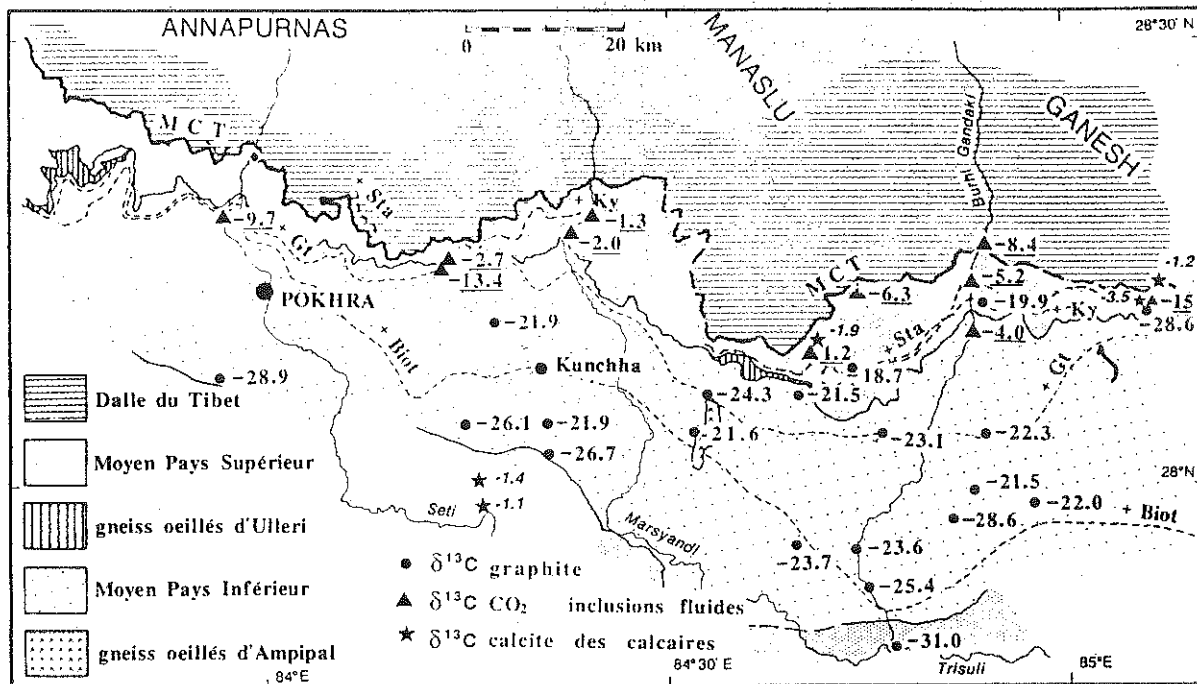 ANNAPURNAS
0 20 km
28°30 N
MANASLU
GANESH
Buhri Gandaki
M C T
+ Sta
+ Ky
+ Gt
-9.7
-1.3
-2.0
-2.7
-13.4
POKHRA
-8.4
-5.2
-1.2
M C T
-6.3
-19.9
-3.5
-15
+ Ky
-28.6
-4.0
-1.9
1.2
+ Sta
-18.7
+ Gt
-21.9
+ Biot
Kunchha
-28.9
-24.3
-21.5
-26.1
-21.9
-21.6
-23.1
-22.3
-26.7
28°N
-1.4
-1.1
Seti
Marsyandi
-21.5
-22.0
+ Biot
-28.6
-23.7
-23.6
-25.4
-31.0
Trisuli
Dalle du Tibet
Moyen Pays Supérieur
gneiss oeillés d'Ulleri
Moyen Pays Inférieur
gneiss oeillés d'Ampipal
δ¹³C graphite
δ¹³C CO₂ inclusions fluides
δ¹³C calcite des calcaires
84°E
84°30 E
85°E